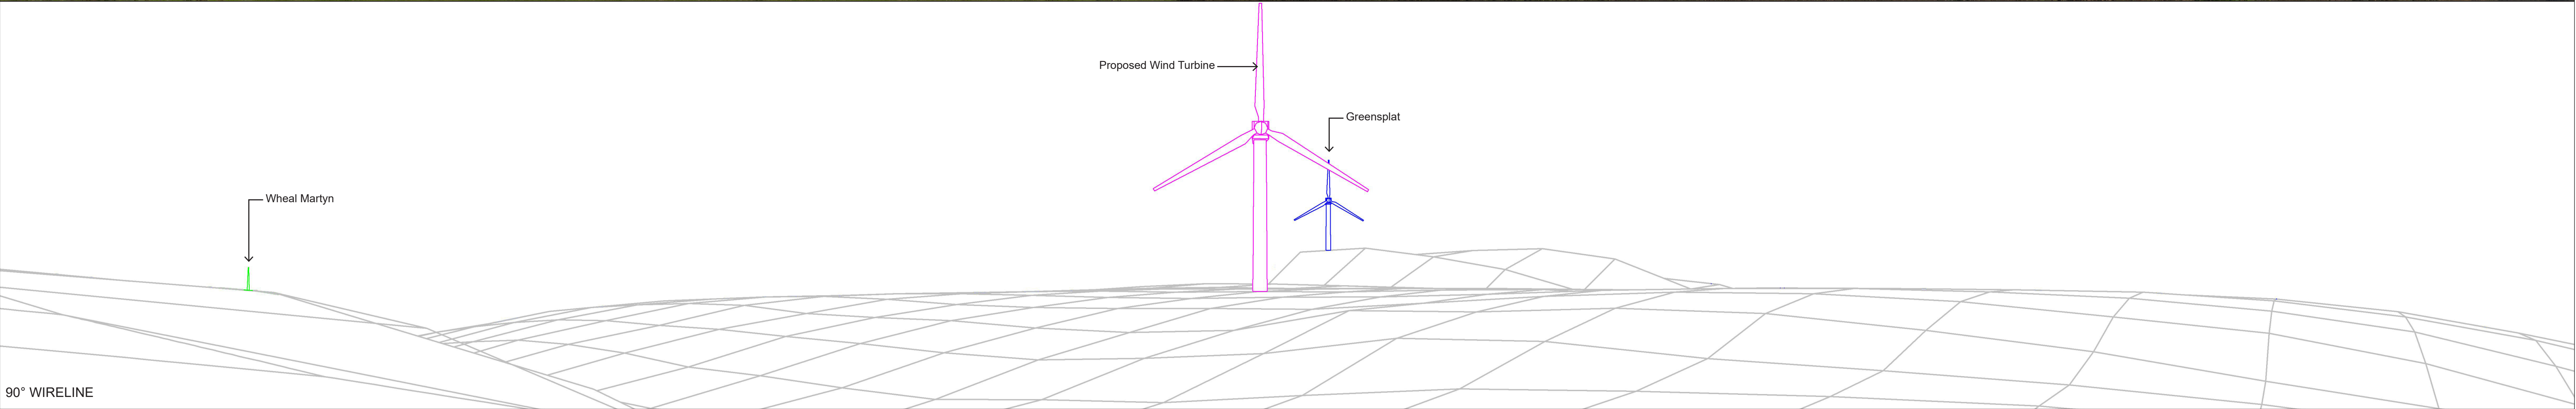 Proposed Wind Turbine
Greensplat
Wheal Martyn
90° WIRELINE